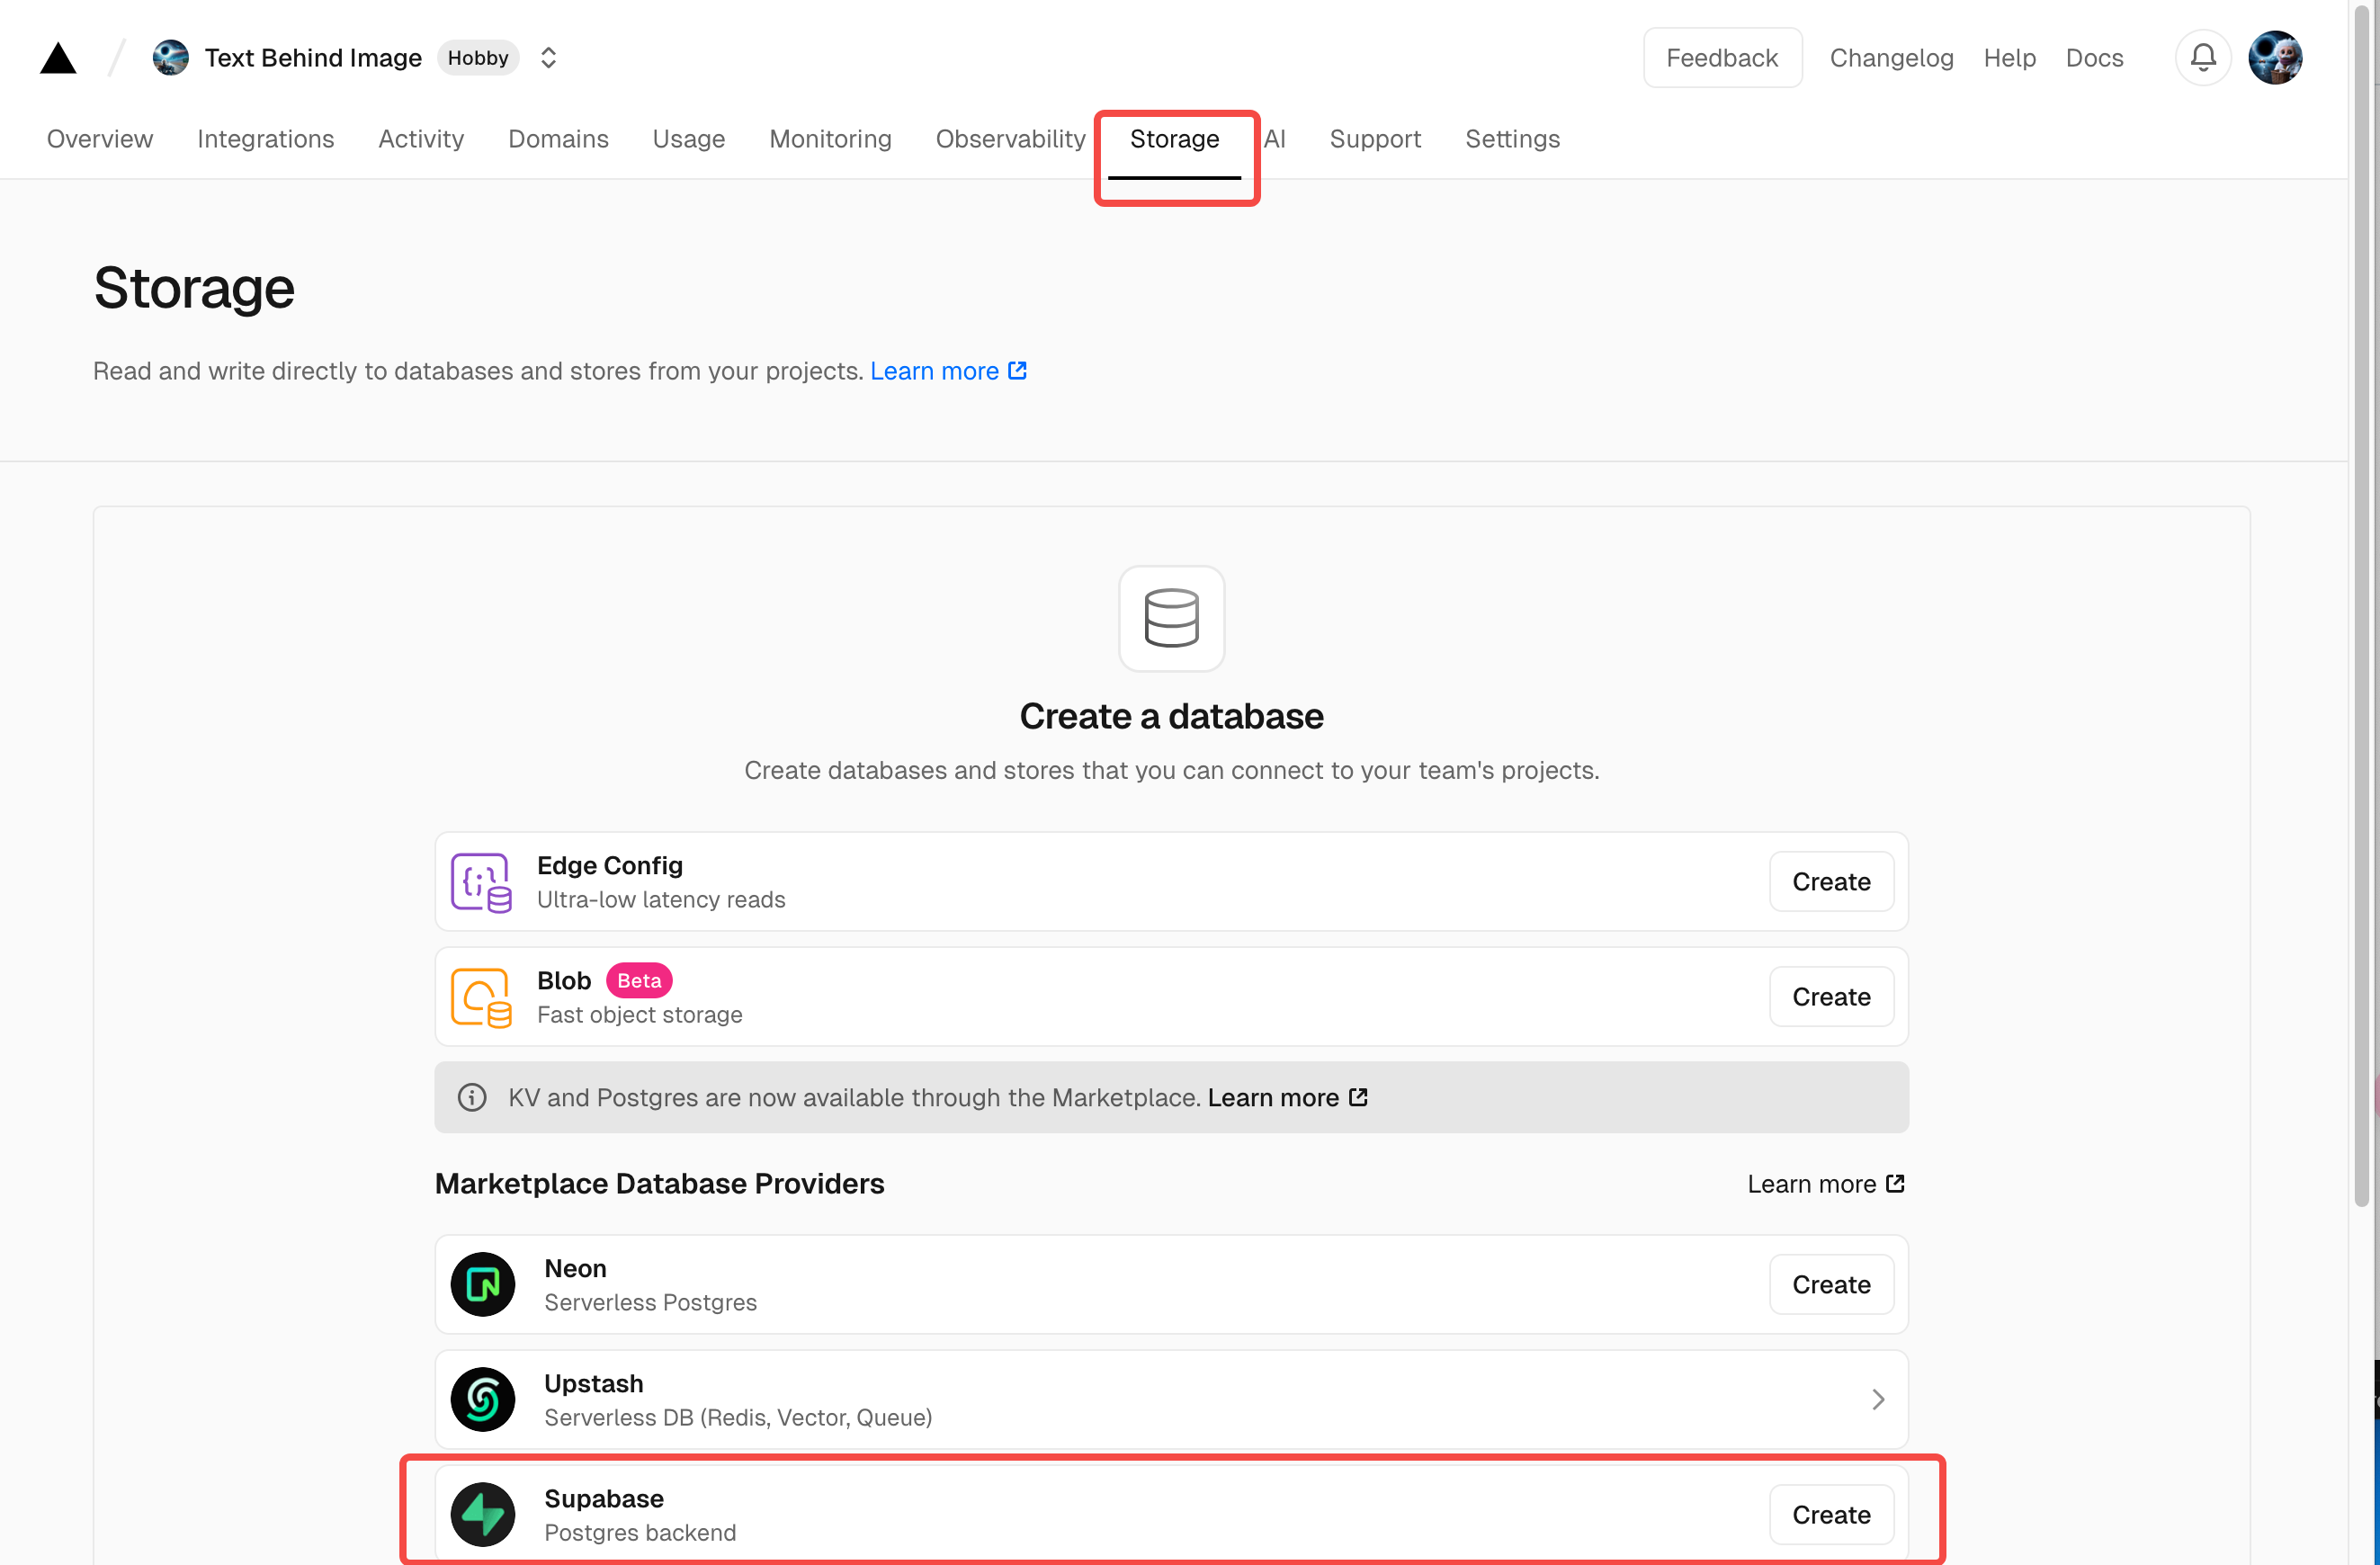 Text Behind Image Hobby
Feedback Changelog Help Docs
Overview Integrations Activity Domains Usage Monitoring Observability Storage AI Support Settings
Storage
Read and write directly to databases and stores from your projects. Learn more
Create a database
Create databases and stores that you can connect to your team's projects.
Edge Config
Ultra-low latency reads
Create
Blob Beta
Fast object storage
Create
KV and Postgres are now available through the Marketplace. Learn more
Marketplace Database Providers
Learn more
Neon
Serverless Postgres
Create
Upstash
Serverless DB (Redis, Vector, Queue)
Supabase
Postgres backend
Create